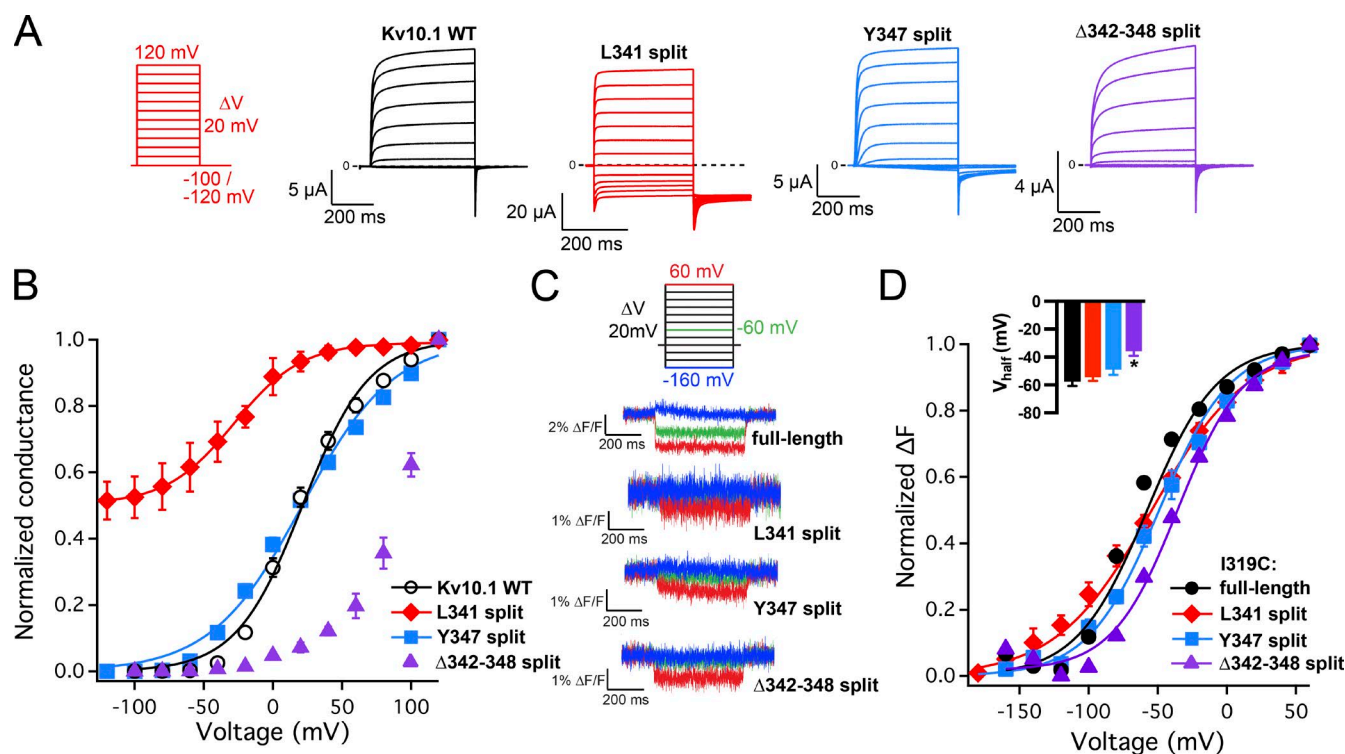 A
120 mV
ΔV
20 mV
-100 /
-120 mV
Kv10.1 WT
0
5 µA
200 ms
L341 split
0
20 µA
200 ms
Y347 split
0
5 µA
200 ms
Δ342-348 split
0
4 µA
200 ms
B
Normalized conductance
1.0
0.8
0.6
0.4
0.2
0.0
-100
-50
0
50
100
Voltage (mV)
Kv10.1 WT
L341 split
Y347 split
Δ342-348 split
C
60 mV
ΔV
20mV
-60 mV
-160 mV
2% ΔF/F
200 ms
full-length
1% ΔF/F
200 ms
L341 split
1% ΔF/F
200 ms
Y347 split
1% ΔF/F
200 ms
Δ342-348 split
D
Vhalf (mV)
0
-20
-40
-60
-80
*
Normalized ΔF
1.0
0.8
0.6
0.4
0.2
0.0
-150
-100
-50
0
50
Voltage (mV)
I319C:
full-length
L341 split
Y347 split
Δ342-348 split